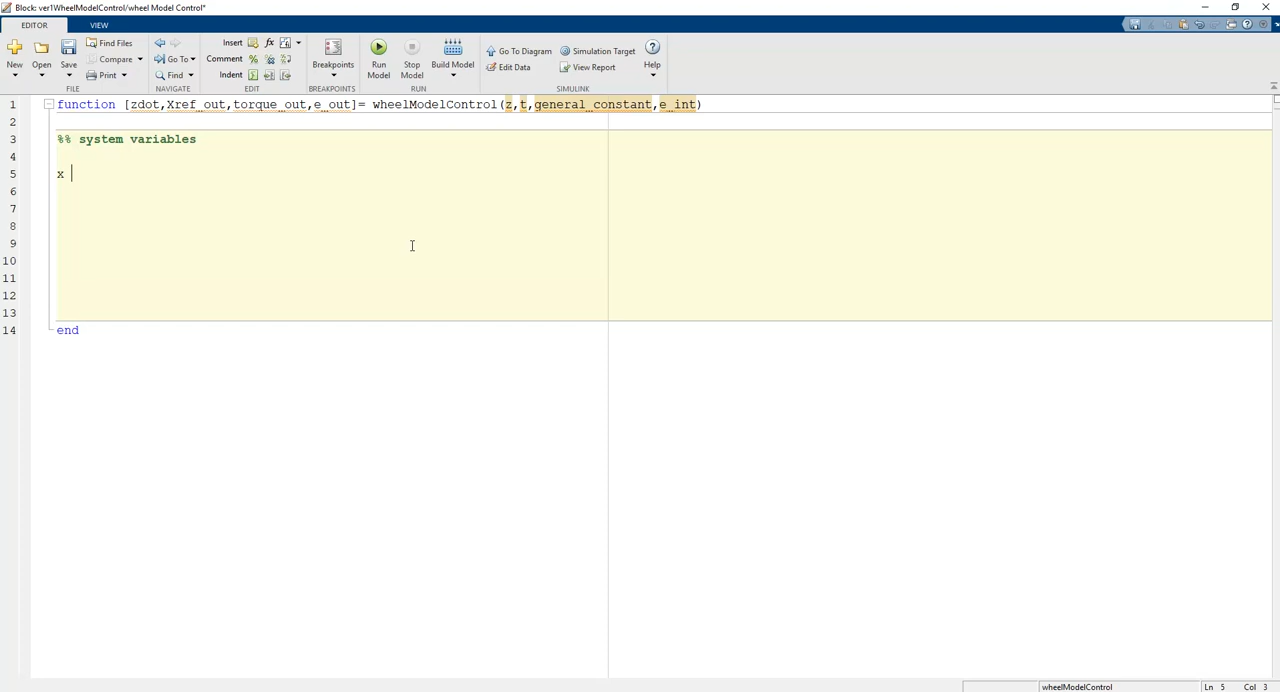 Block: ver1WheelModelControl/wheel Model Control*
EDITOR VIEW
New Open Save Find Files Compare Print
Go To Find
Insert fx Comment % Indent
Breakpoints
Run Model Stop Model Build Model
Go To Diagram Simulation Target
Edit Data View Report
Help
FILE NAVIGATE EDIT BREAKPOINTS RUN SIMULINK
1 function [zdot,Xref_out,torque_out,e_out]= wheelModelControl(z,t,general_constant,e_int)
2
3 %% system variables
4
5 x
6
7
8
9
10
11
12
13
14 end
wheelModelControl Ln 5 Col 3